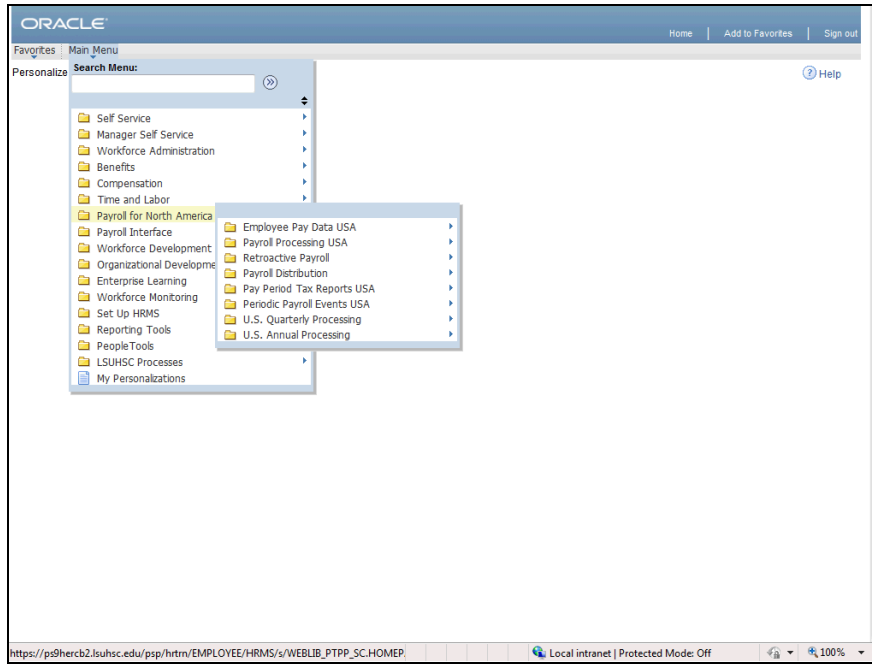 ORACLE
Home | Add to Favorites | Sign out
Favorites Main Menu
Personalize
Help
Search Menu:
Self Service
Manager Self Service
Workforce Administration
Benefits
Compensation
Time and Labor
Payroll for North America
Payroll Interface
Workforce Development
Organizational Developme
Enterprise Learning
Workforce Monitoring
Set Up HRMS
Reporting Tools
PeopleTools
LSUHSC Processes
My Personalizations
Employee Pay Data USA
Payroll Processing USA
Retroactive Payroll
Payroll Distribution
Pay Period Tax Reports USA
Periodic Payroll Events USA
U.S. Quarterly Processing
U.S. Annual Processing
https://ps9hercb2.lsuhsc.edu/psp/hrtrn/EMPLOYEE/HRMS/s/WEBLIB_PTPP_SC.HOMEP.
Local intranet | Protected Mode: Off
100%